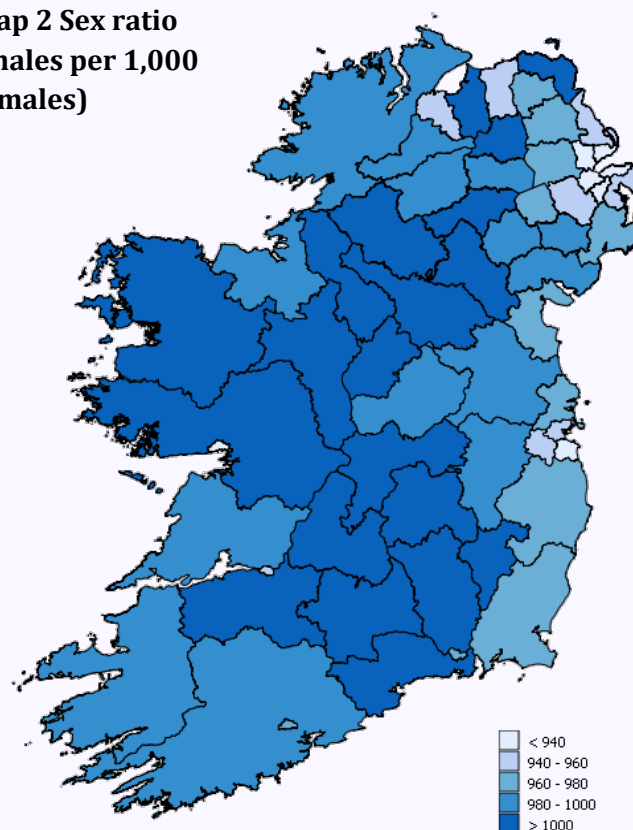 ap 2 Sex ratio
nales per 1,000
males)
< 940
940 - 960
960 - 980
980 - 1000
> 1000